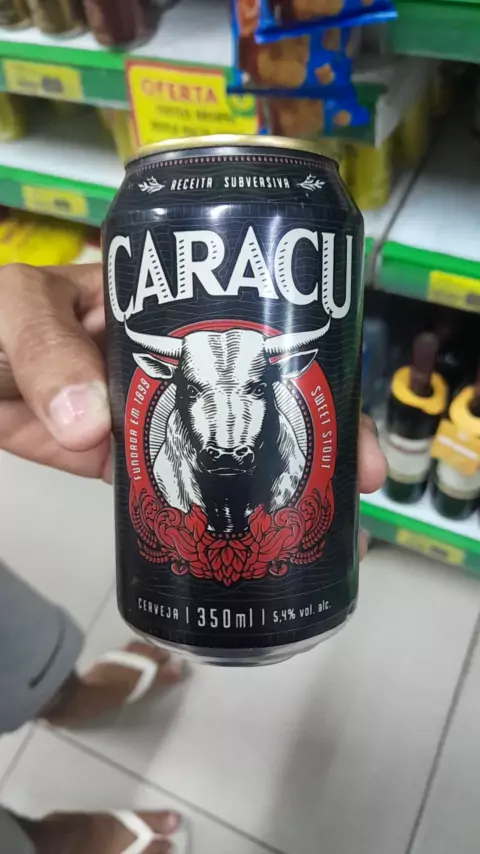 OFERTA
RECEITA SUBVERSIVA
CARACU
FUNDADA EM 1899
SWEET STOUT
CERVEJA | 350ml | 5,4% vol. alc.